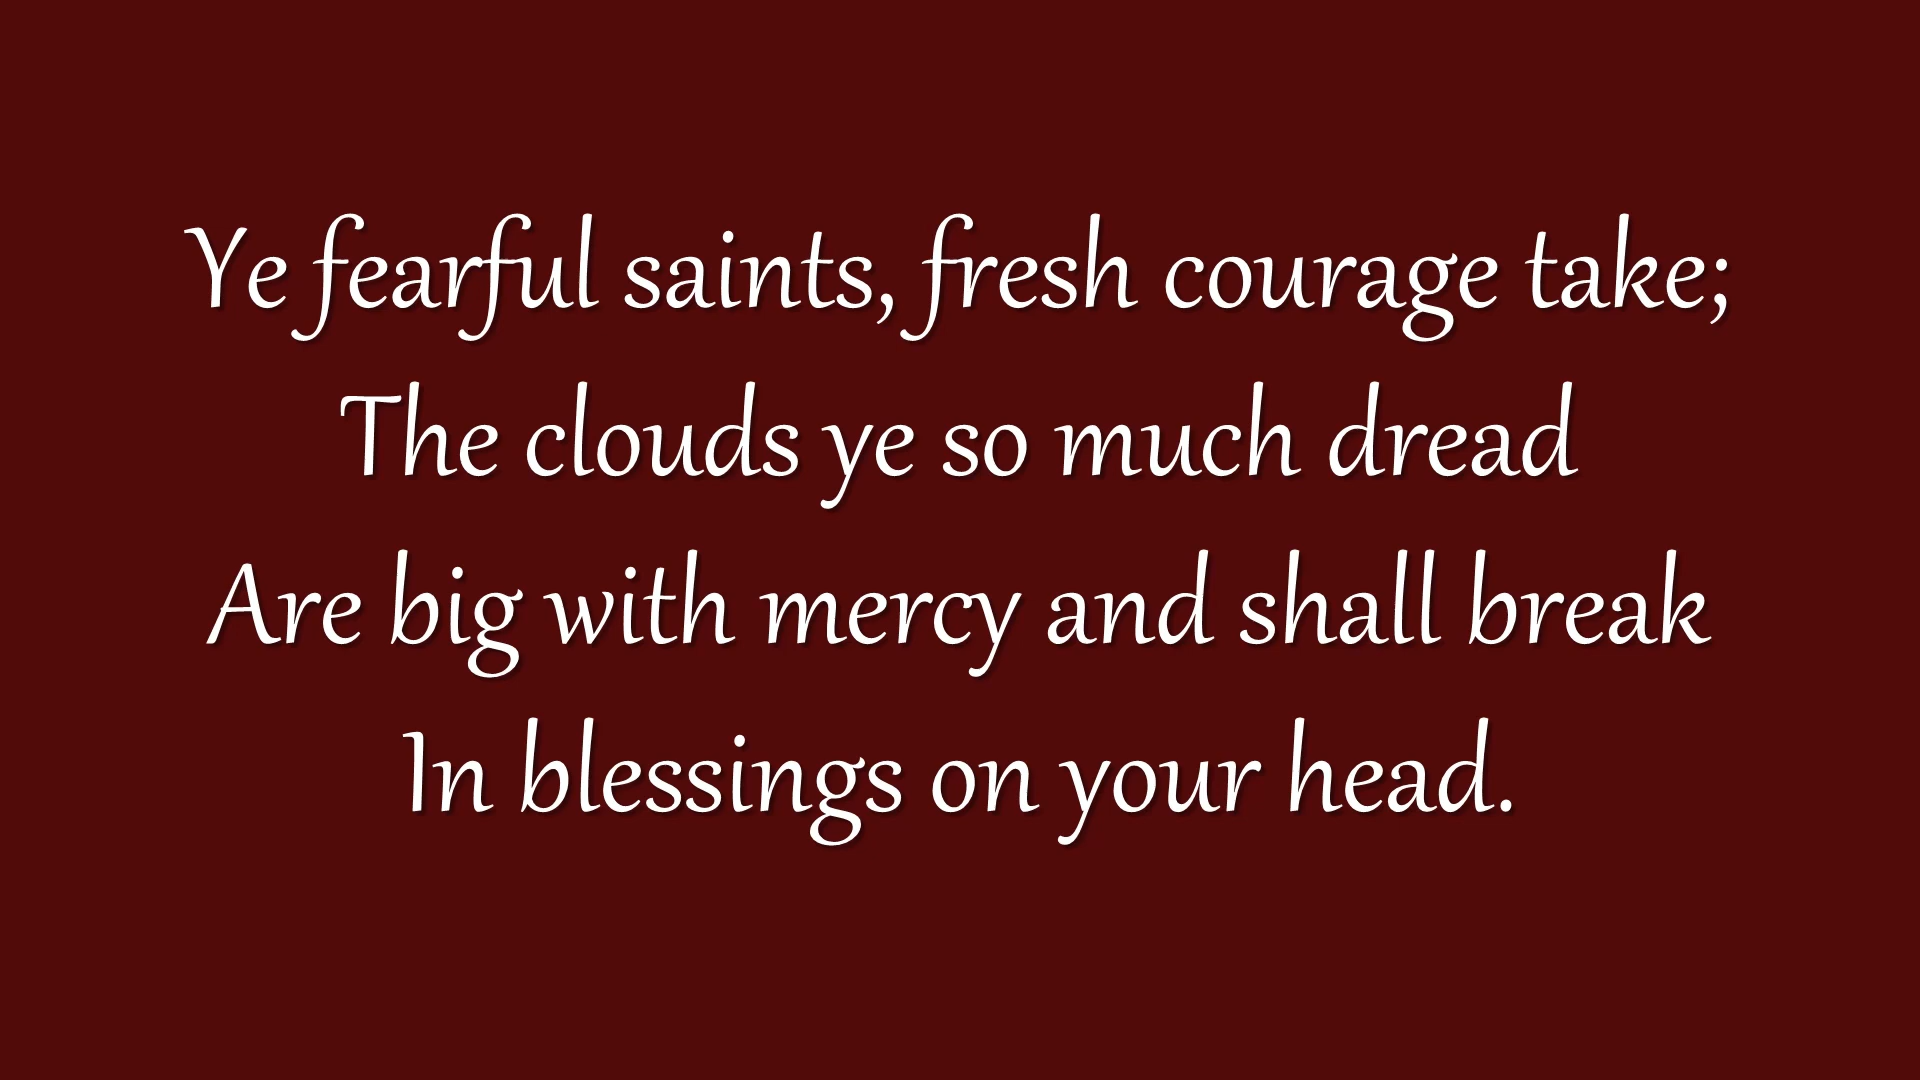 Ye fearful saints, fresh courage take;
The clouds ye so much dread
Are big with mercy and shall break
In blessings on your head.